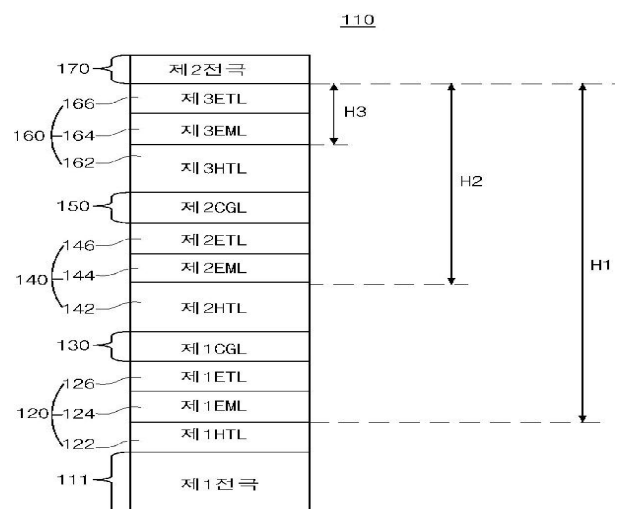 110
170
제2전극
166
제3ETL
160
164
제3EML
H3
162
제3HTL
150
제2CGL
H2
146
제2ETL
140
144
제2EML
142
제2HTL
H1
130
제1CGL
126
제1ETL
120
124
제1EML
122
제1HTL
111
제1전극